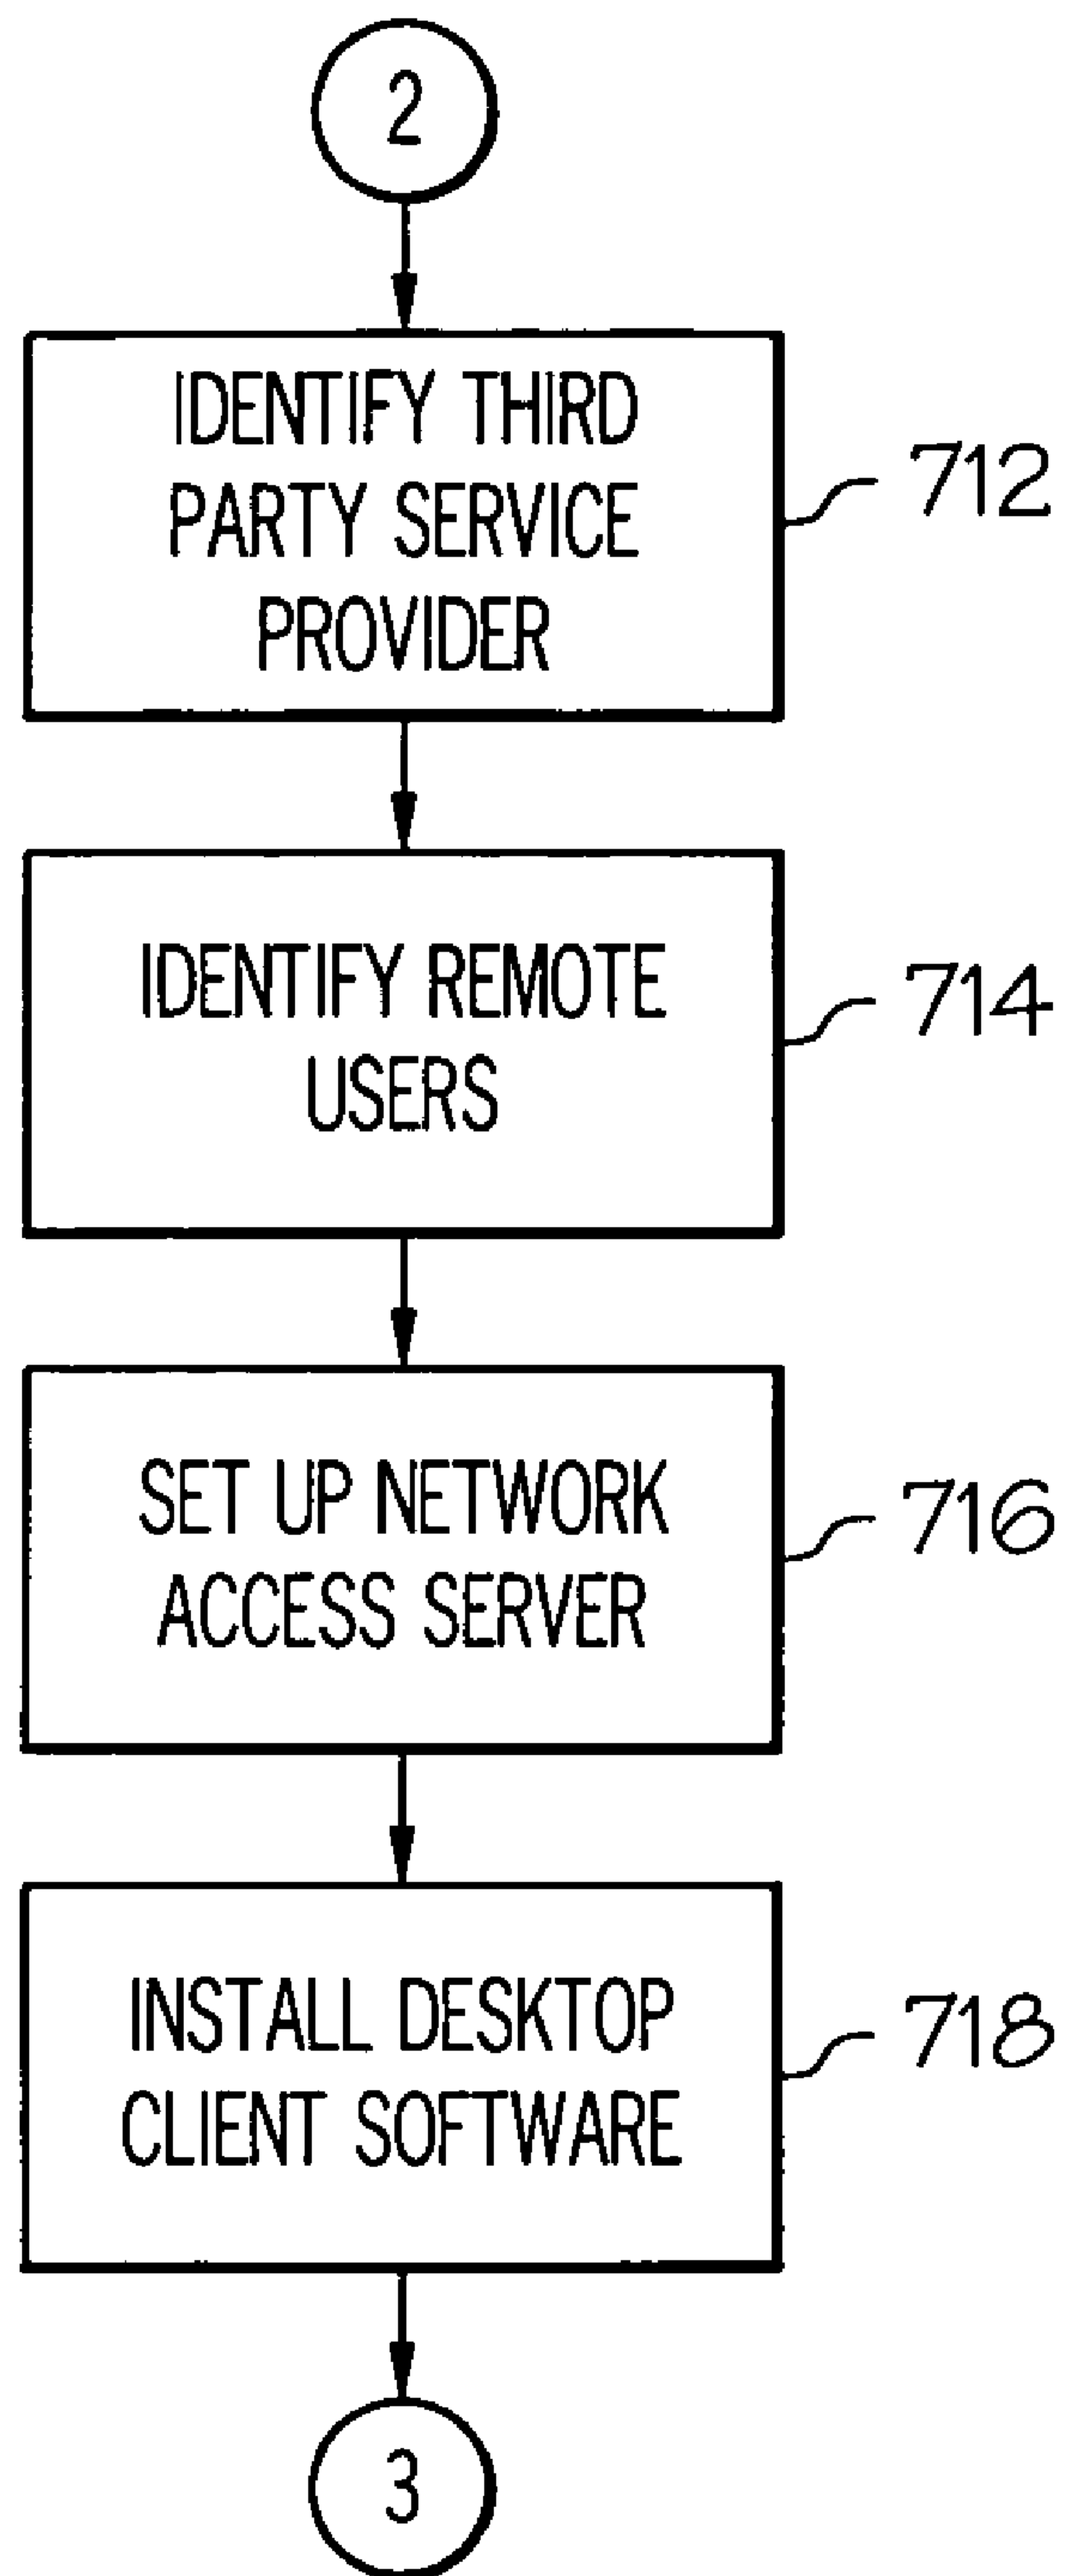 2
IDENTIFY THIRD
PARTY SERVICE
PROVIDER
712
IDENTIFY REMOTE
USERS
714
SET UP NETWORK
ACCESS SERVER
716
INSTALL DESKTOP
CLIENT SOFTWARE
718
3